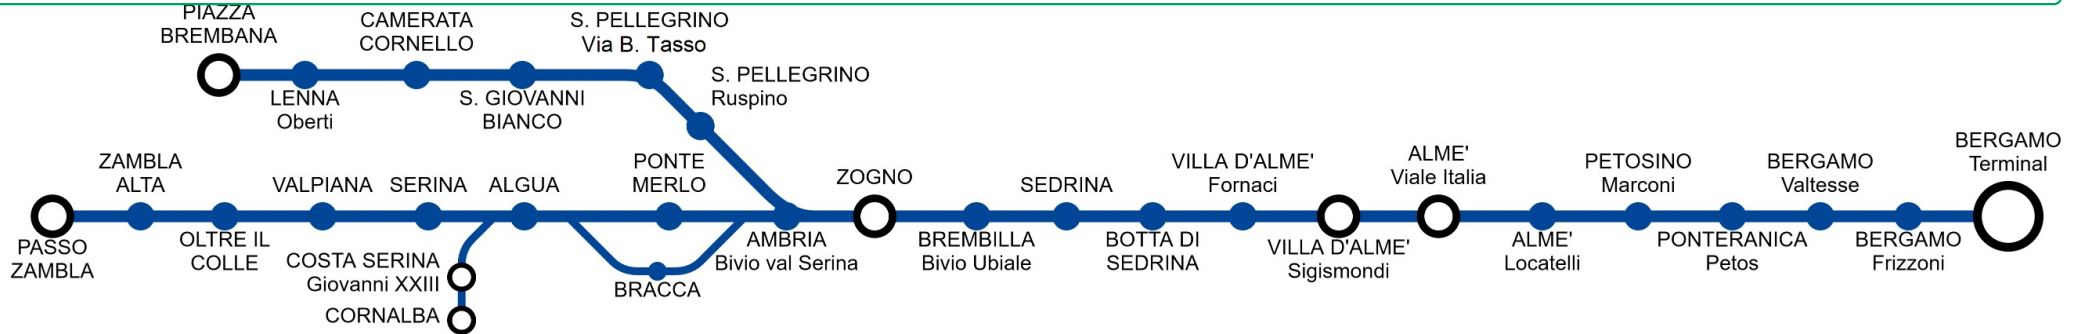 PIAZZA
BREMBANA
LENNA
Oberti
CAMERATA
CORNELLO
S. GIOVANNI
BIANCO
S. PELLEGRINO
Via B. Tasso
S. PELLEGRINO
Ruspino
PASSO
ZAMBLA
ZAMBLA
ALTA
OLTRE IL
COLLE
VALPIANA
SERINA
COSTA SERINA
Giovanni XXIII
CORNALBA
ALGUA
BRACCA
PONTE
MERLO
AMBRIA
Bivio val Serina
ZOGNO
BREMBILLA
Bivio Ubiale
SEDRINA
BOTTA DI
SEDRINA
VILLA D'ALME'
Fornaci
VILLA D'ALME'
Sigismondi
ALME'
Viale Italia
ALME'
Locatelli
PETOSINO
Marconi
PONTERANICA
Petos
BERGAMO
Valtesse
BERGAMO
Frizzoni
BERGAMO
Terminal